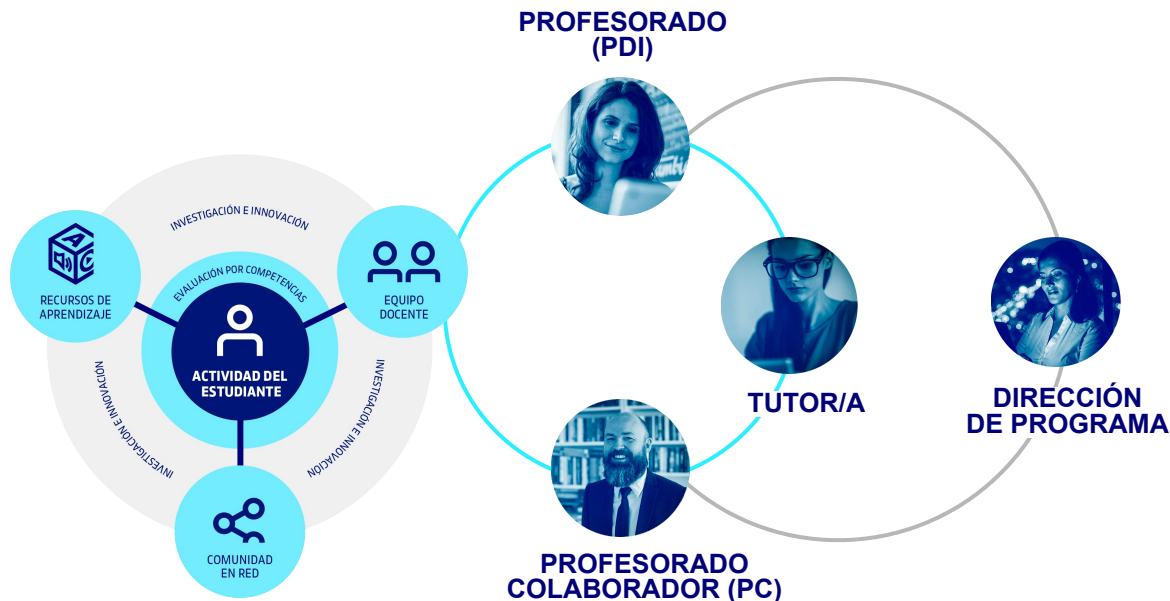 PROFESORADO
(PDI)
INVESTIGACIÓN E INNOVACIÓN
RECURSOS DE
APRENDIZAJE
EVALUACIÓN POR COMPETENCIAS
EQUIPO
DOCENTE
ACTIVIDAD DEL
ESTUDIANTE
INVESTIGACIÓN E INNOVACIÓN
INVESTIGACIÓN E INNOVACIÓN
COMUNIDAD
EN RED
TUTOR/A
DIRECCIÓN
DE PROGRAMA
PROFESORADO
COLABORADOR (PC)